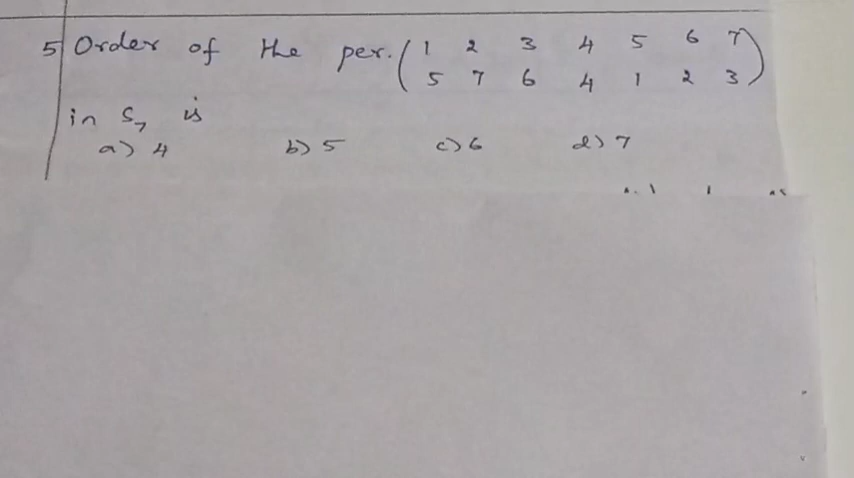 5 Order of the per. ( 1 2 3 4 5 6 7
5 7 6 4 1 2 3 )
in S7 is
a) 4 b) 5 c) 6 d) 7